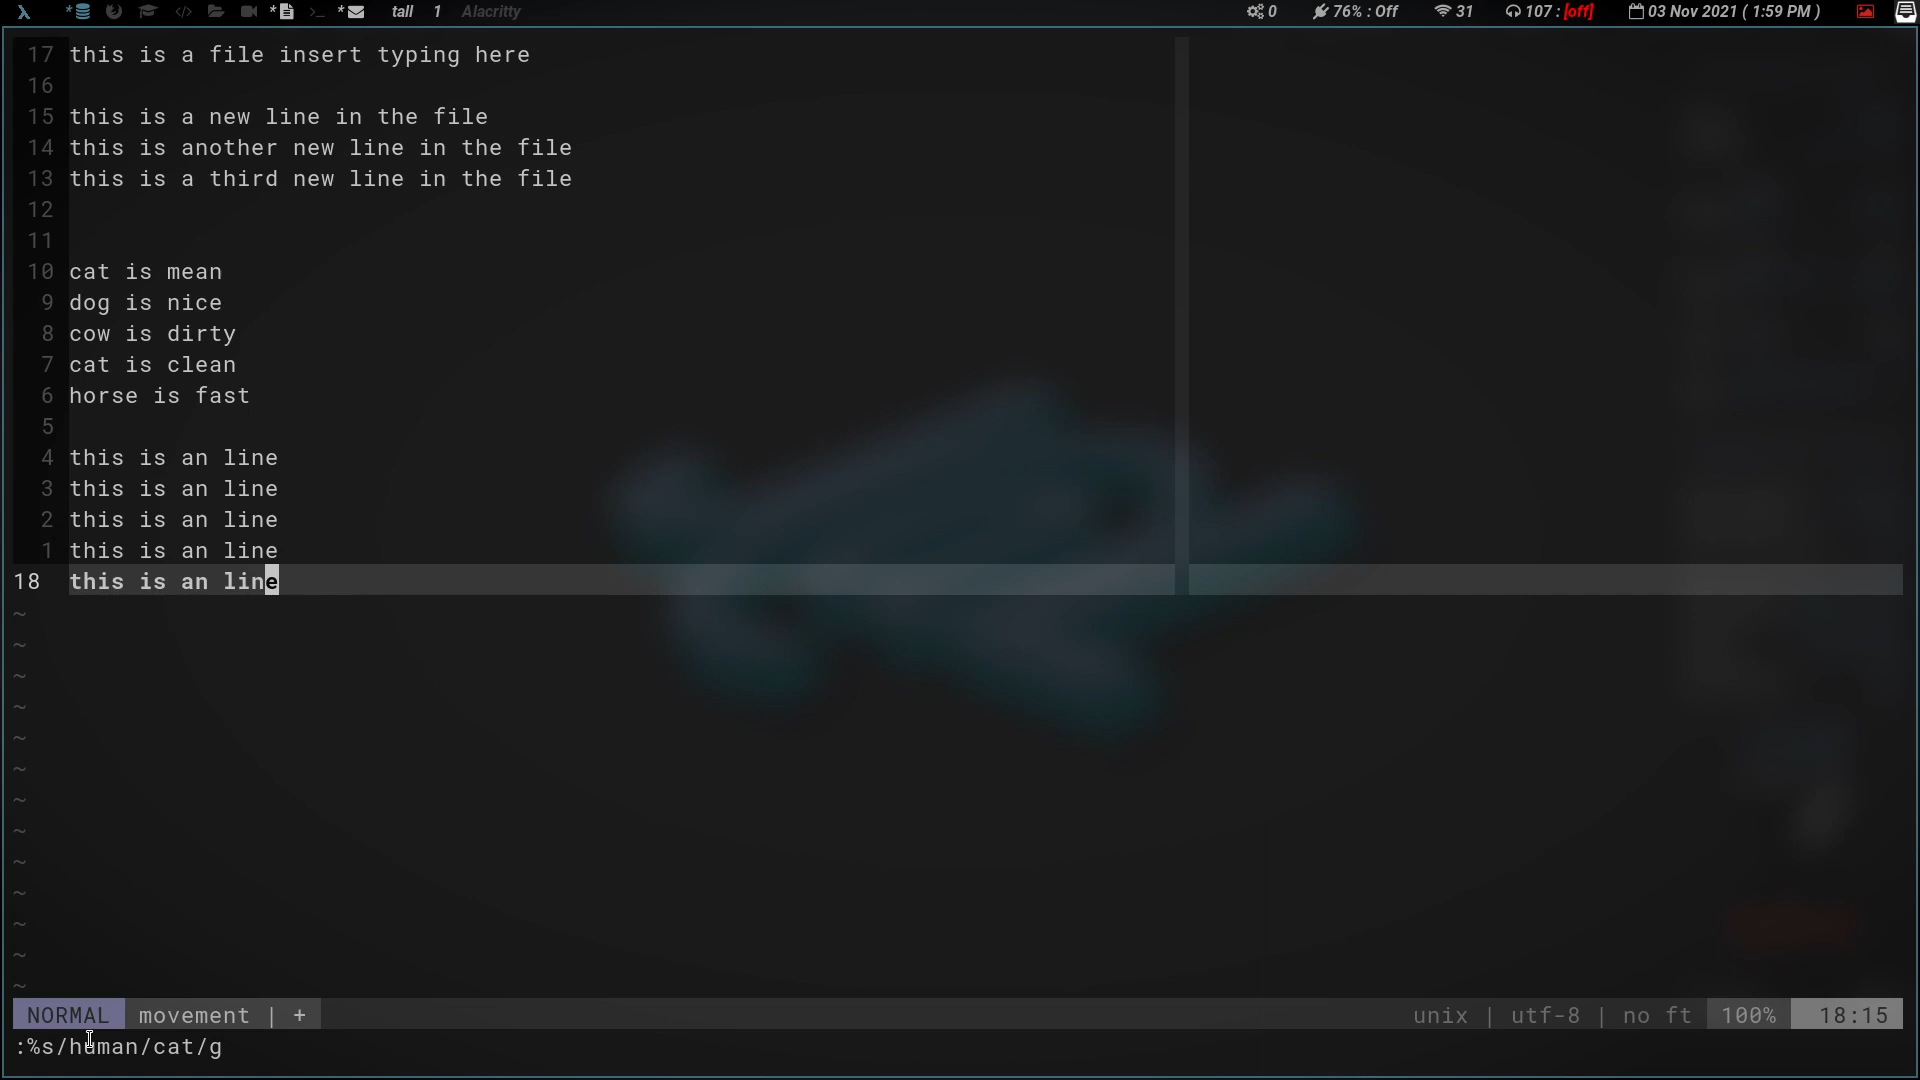 tall 1 Alacritty 0 76% : Off 31 107 : [off] 03 Nov 2021 ( 1:59 PM )
17 this is a file insert typing here
16
15 this is a new line in the file
14 this is another new line in the file
13 this is a third new line in the file
12
11
10 cat is mean
9 dog is nice
8 cow is dirty
7 cat is clean
6 horse is fast
5
4 this is an line
3 this is an line
2 this is an line
1 this is an line
18 this is an line
~
~
~
~
~
~
~
~
~
~
~
~
~
NORMAL movement | + unix | utf-8 | no ft 100% 18:15
:%s/human/cat/g